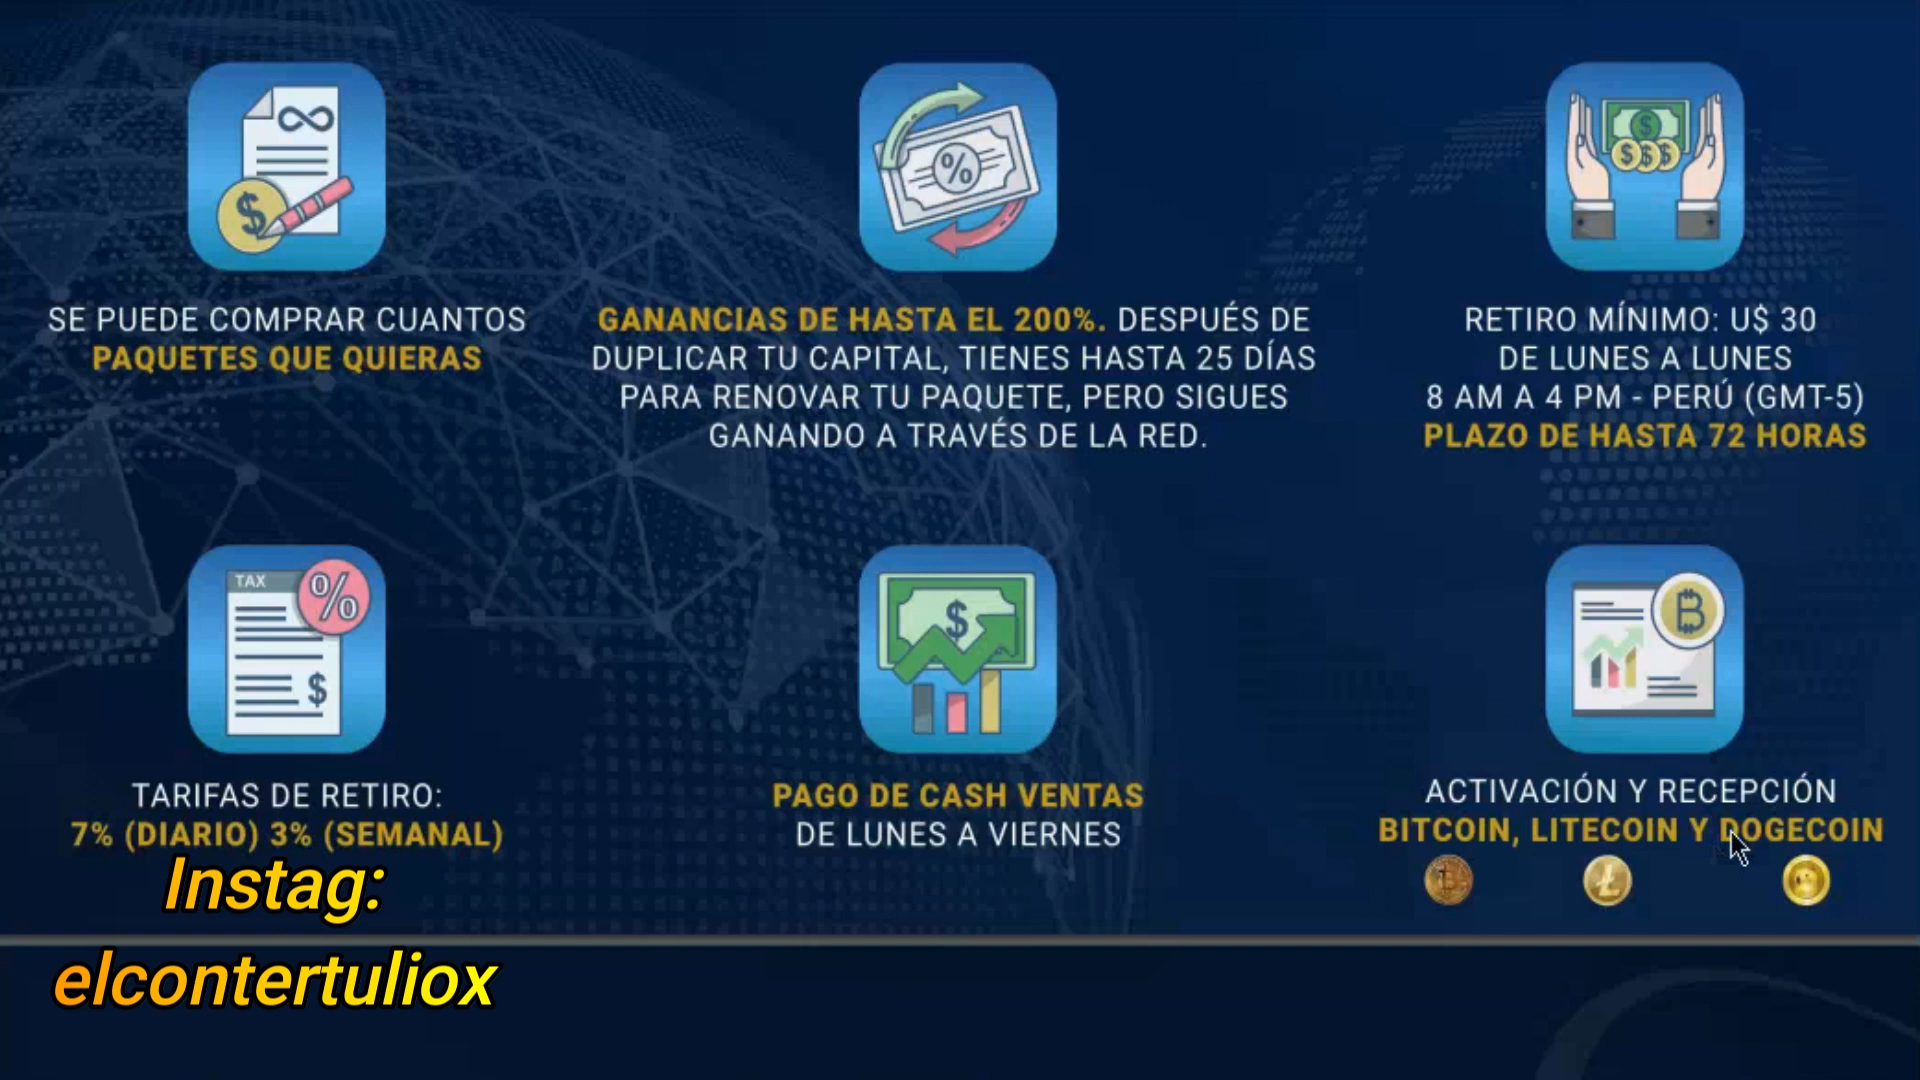 SE PUEDE COMPRAR CUANTOS
PAQUETES QUE QUIERAS
%
GANANCIAS DE HASTA EL 200%. DESPUÉS DE
DUPLICAR TU CAPITAL, TIENES HASTA 25 DÍAS
PARA RENOVAR TU PAQUETE, PERO SIGUES
GANANDO A TRAVÉS DE LA RED.
RETIRO MÍNIMO: U$ 30
DE LUNES A LUNES
8 AM A 4 PM - PERÚ (GMT-5)
PLAZO DE HASTA 72 HORAS
TAX
%
$
TARIFAS DE RETIRO:
7% (DIARIO) 3% (SEMANAL)
$
PAGO DE CASH VENTAS
DE LUNES A VIERNES
ACTIVACIÓN Y RECEPCIÓN
BITCOIN, LITECOIN Y DOGECOIN
Instag:
elcontertuliox